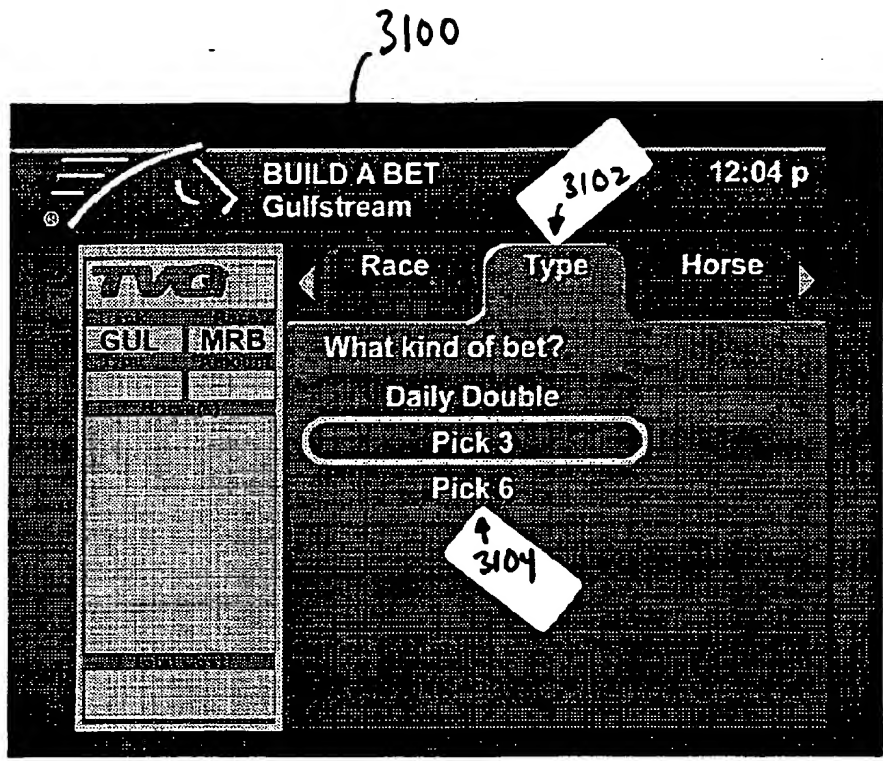 3100
BUILD A BET
Gulfstream
3102
12:04 p
TVG
Race
Type
Horse
GUL
MRB
What kind of bet?
Daily Double
Pick 3
Pick 6
3104